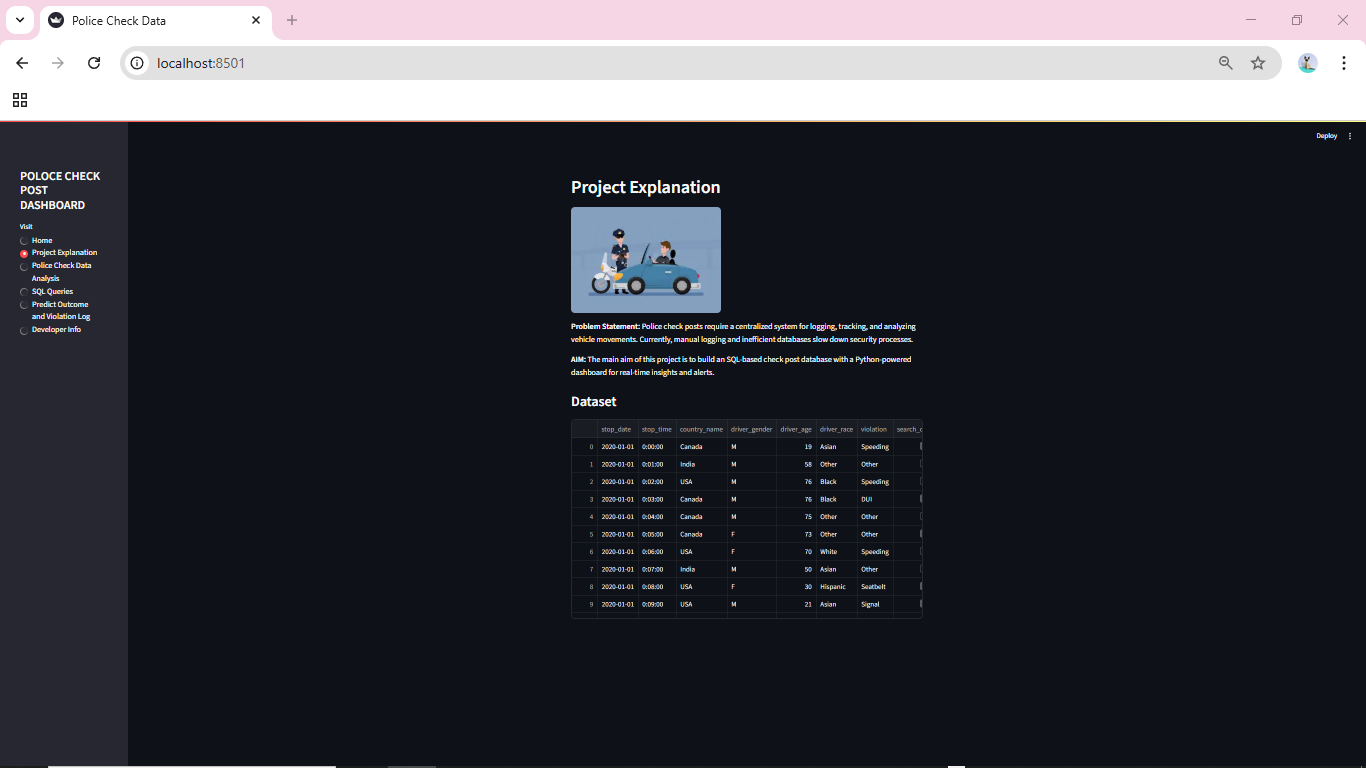 Police Check Data
localhost:8501
Deploy
POLOCE CHECK
POST
DASHBOARD
Visit
Home
Project Explanation
Police Check Data
Analysis
SQL Queries
Predict Outcome
and Violation Log
Developer Info
Project Explanation
Problem Statement: Police check posts require a centralized system for logging, tracking, and analyzing
vehicle movements. Currently, manual logging and inefficient databases slow down security processes.
AIM: The main aim of this project is to build an SQL-based check post database with a Python-powered
dashboard for real-time insights and alerts.
Dataset
stop_date stop_time country_name driver_gender driver_age driver_race violation search_c
0 2020-01-01 0:00:00 Canada M 19 Asian Speeding
1 2020-01-01 0:01:00 India M 58 Other Other
2 2020-01-01 0:02:00 USA M 76 Black Speeding
3 2020-01-01 0:03:00 Canada M 76 Black DUI
4 2020-01-01 0:04:00 Canada M 75 Other Other
5 2020-01-01 0:05:00 Canada F 73 Other Other
6 2020-01-01 0:06:00 USA F 70 White Speeding
7 2020-01-01 0:07:00 India M 50 Asian Other
8 2020-01-01 0:08:00 USA F 30 Hispanic Seatbelt
9 2020-01-01 0:09:00 USA M 21 Asian Signal